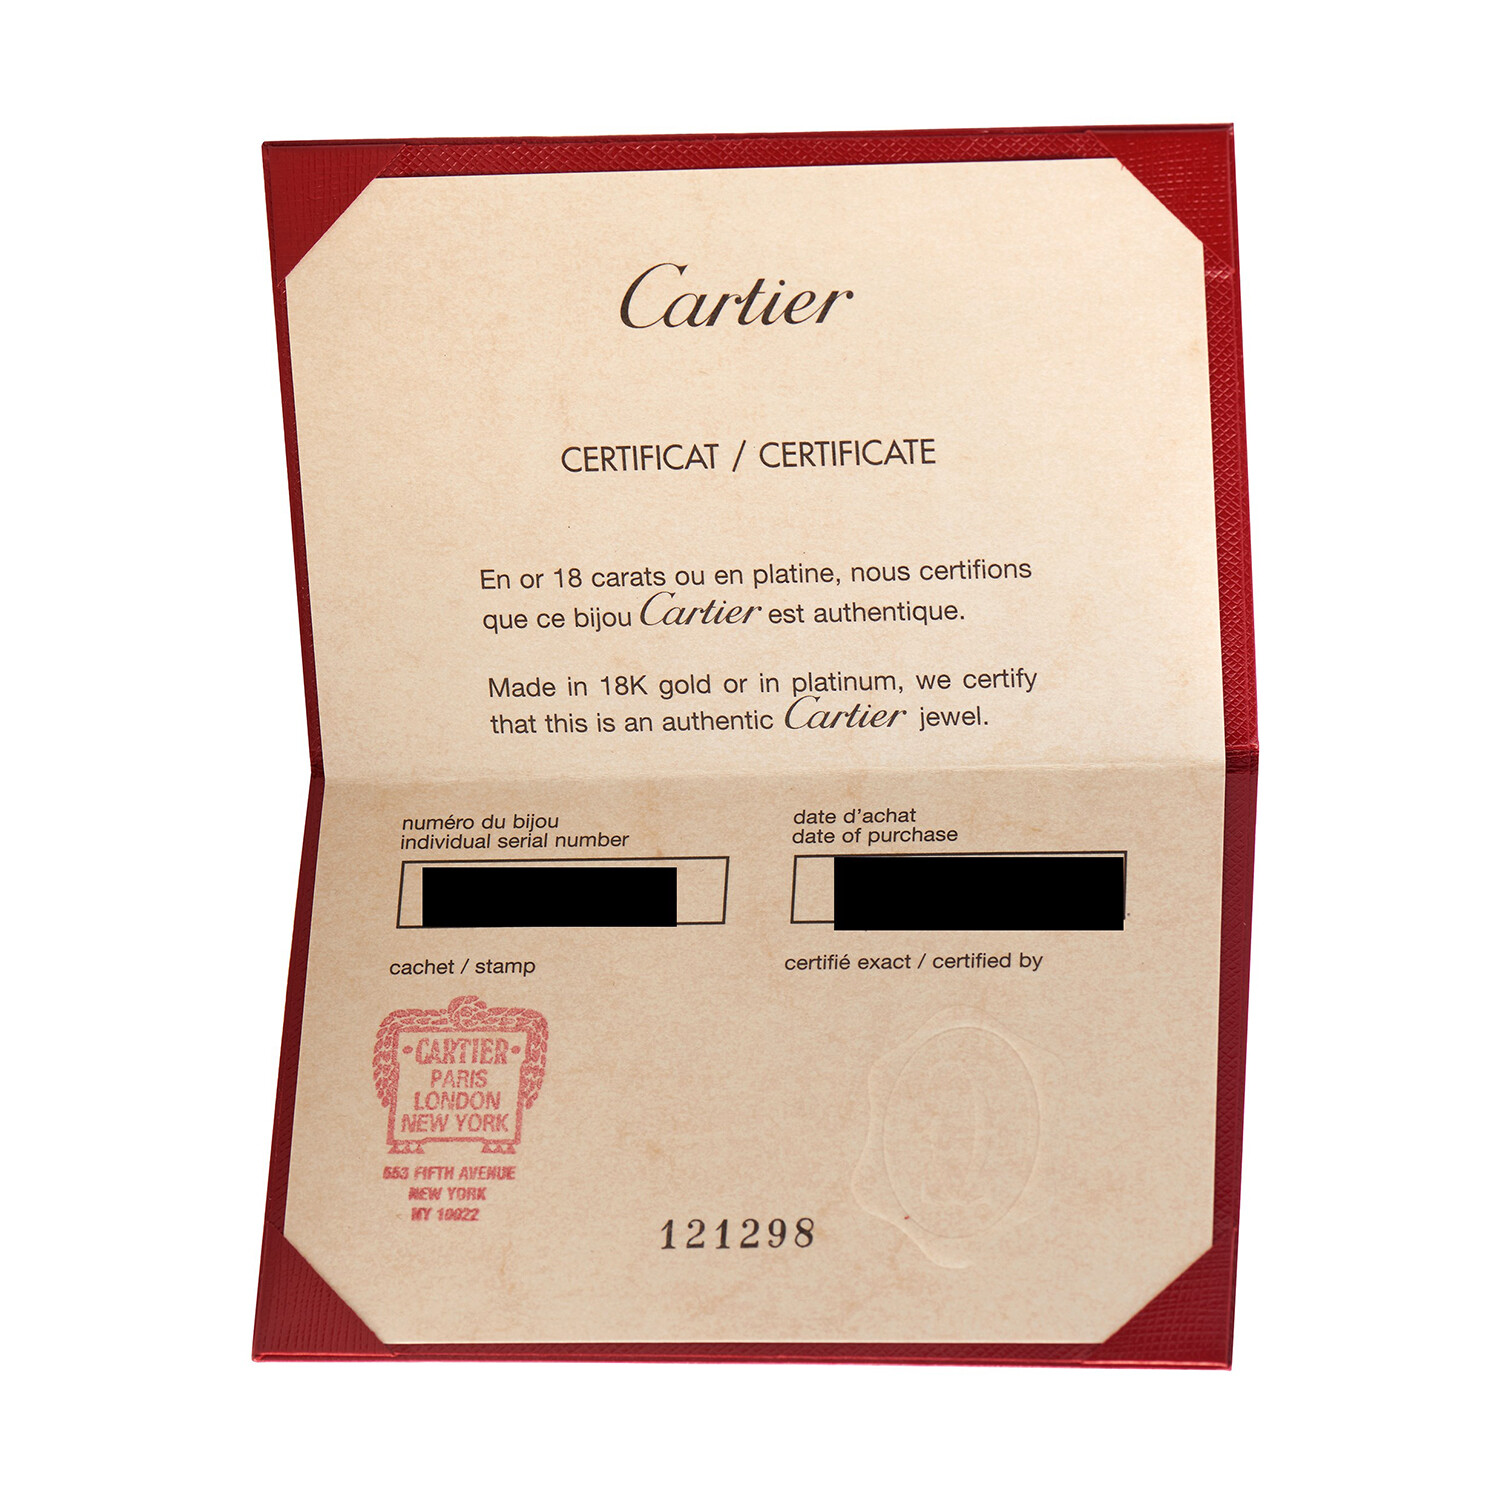 Cartier
CERTIFICAT / CERTIFICATE
En or 18 carats ou en platine, nous certifions
que ce bijou Cartier est authentique.
Made in 18K gold or in platinum, we certify
that this is an authentic Cartier jewel.
numéro du bijou
individual serial number
date d'achat
date of purchase
cachet / stamp
certifié exact / certified by
·CARTIER·
PARIS
LONDON
NEW YORK
653 FIFTH AVENUE
NEW YORK
NY 10022
121298